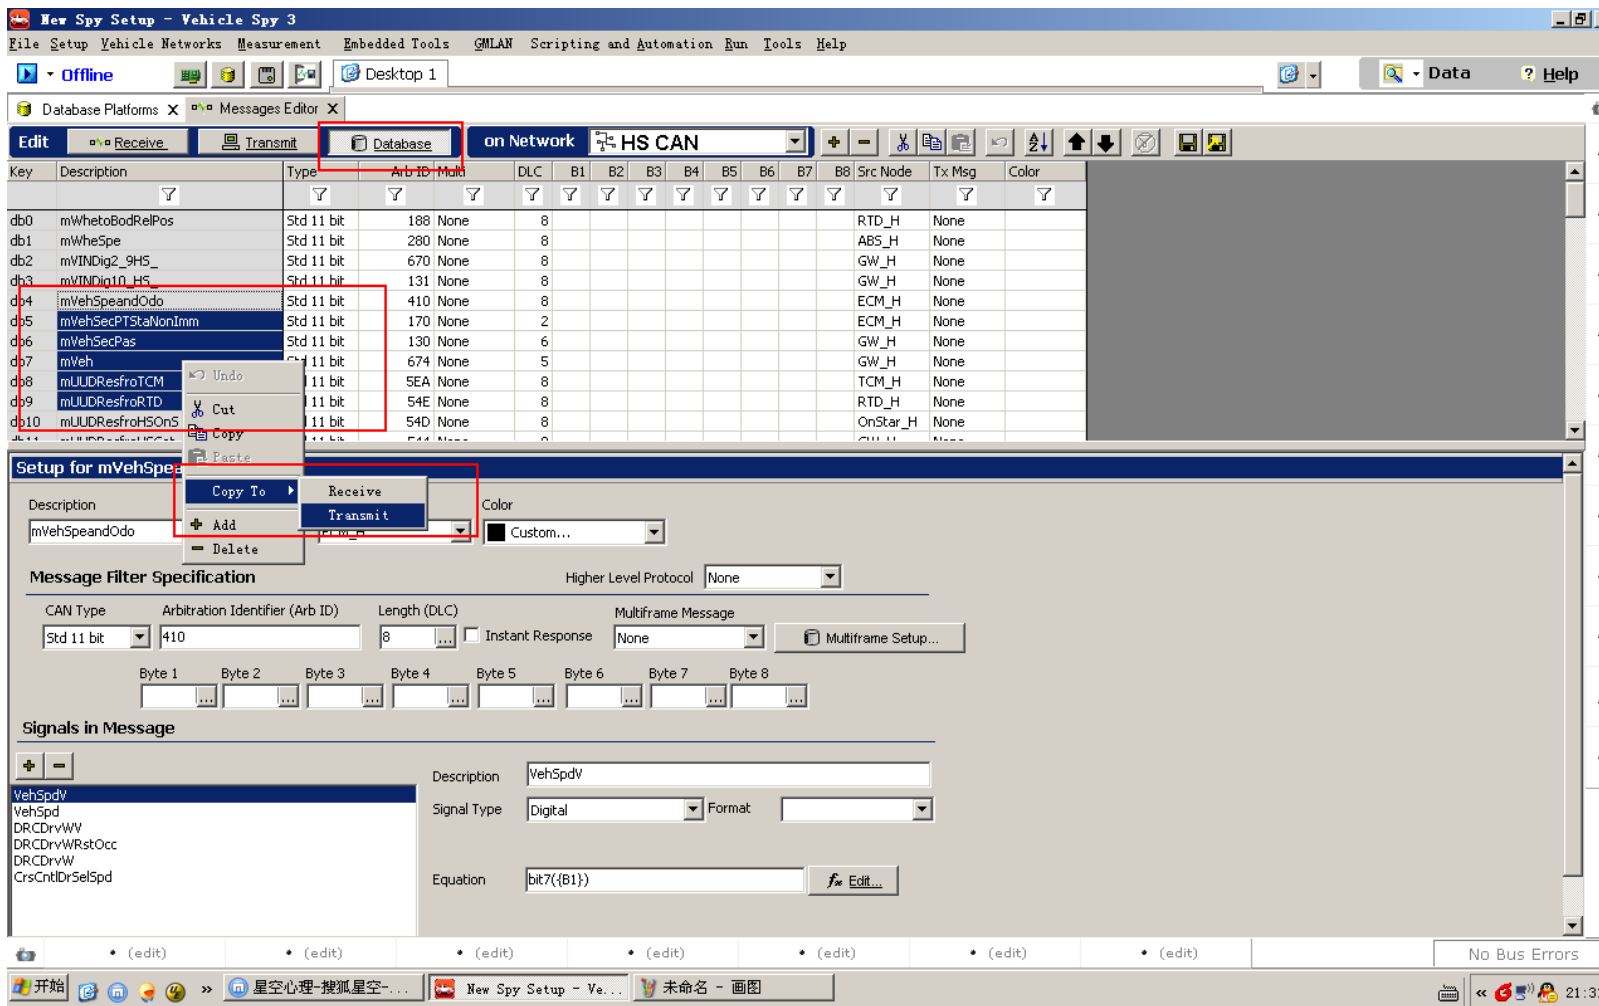 New Spy Setup - Vehicle Spy 3
File Setup Vehicle Networks Measurement Embedded Tools GMLAN Scripting and Automation Run Tools Help
Offline Desktop 1 Data ? Help
Database Platforms X Messages Editor X
Edit Receive Transmit Database on Network HS CAN
Key Description Type Arb ID Multi DLC B1 B2 B3 B4 B5 B6 B7 B8 Src Node Tx Msg Color
db0 mWhetoBodRelPos Std 11 bit 188 None 8 RTD_H None
db1 mWheSpe Std 11 bit 280 None 8 ABS_H None
db2 mVINDig2_9HS_ Std 11 bit 670 None 8 GW_H None
db3 mVINDig10_HS_ Std 11 bit 131 None 8 GW_H None
db4 mVehSpeandOdo Std 11 bit 410 None 8 ECM_H None
db5 mVehSecPTStaNonImm Std 11 bit 170 None 2 ECM_H None
db6 mVehSecPas Std 11 bit 130 None 6 GW_H None
db7 mVeh 11 bit 674 None 5 GW_H None
db8 mUUDResfroTCM 11 bit 5EA None 8 TCM_H None
db9 mUUDResfroRTD 11 bit 54E None 8 RTD_H None
db10 mUUDResfroHSOnS 11 bit 54D None 8 OnStar_H None
Undo
Cut
Copy
Paste
Copy To
Add
Delete
Receive
Transmit
Setup for mVehSpea
Description Color
mVehSpeandOdo ECM_H Custom...
Message Filter Specification Higher Level Protocol None
CAN Type Arbitration Identifier (Arb ID) Length (DLC) Multiframe Message
Std 11 bit 410 8 ... Instant Response None Multiframe Setup...
Byte 1 Byte 2 Byte 3 Byte 4 Byte 5 Byte 6 Byte 7 Byte 8
... ... ... ... ... ... ... ...
Signals in Message
VehSpdV
VehSpd
DRCDrvWV
DRCDrvWRstOcc
DRCDrvW
CrsCntlDrSelSpd
Description VehSpdV
Signal Type Digital Format
Equation bit7({B1}) fx Edit...
(edit) (edit) (edit) (edit) (edit) (edit) (edit) No Bus Errors
开始 » 星空心理-搜狐星空-... New Spy Setup - Ve... 未命名 - 画图 « 21:3